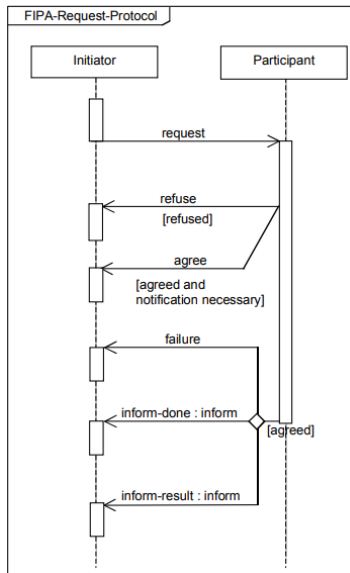 FIPA-Request-Protocol
Initiator
Participant
request
refuse
[refused]
agree
[agreed and
notification necessary]
failure
inform-done : inform
[agreed]
inform-result : inform